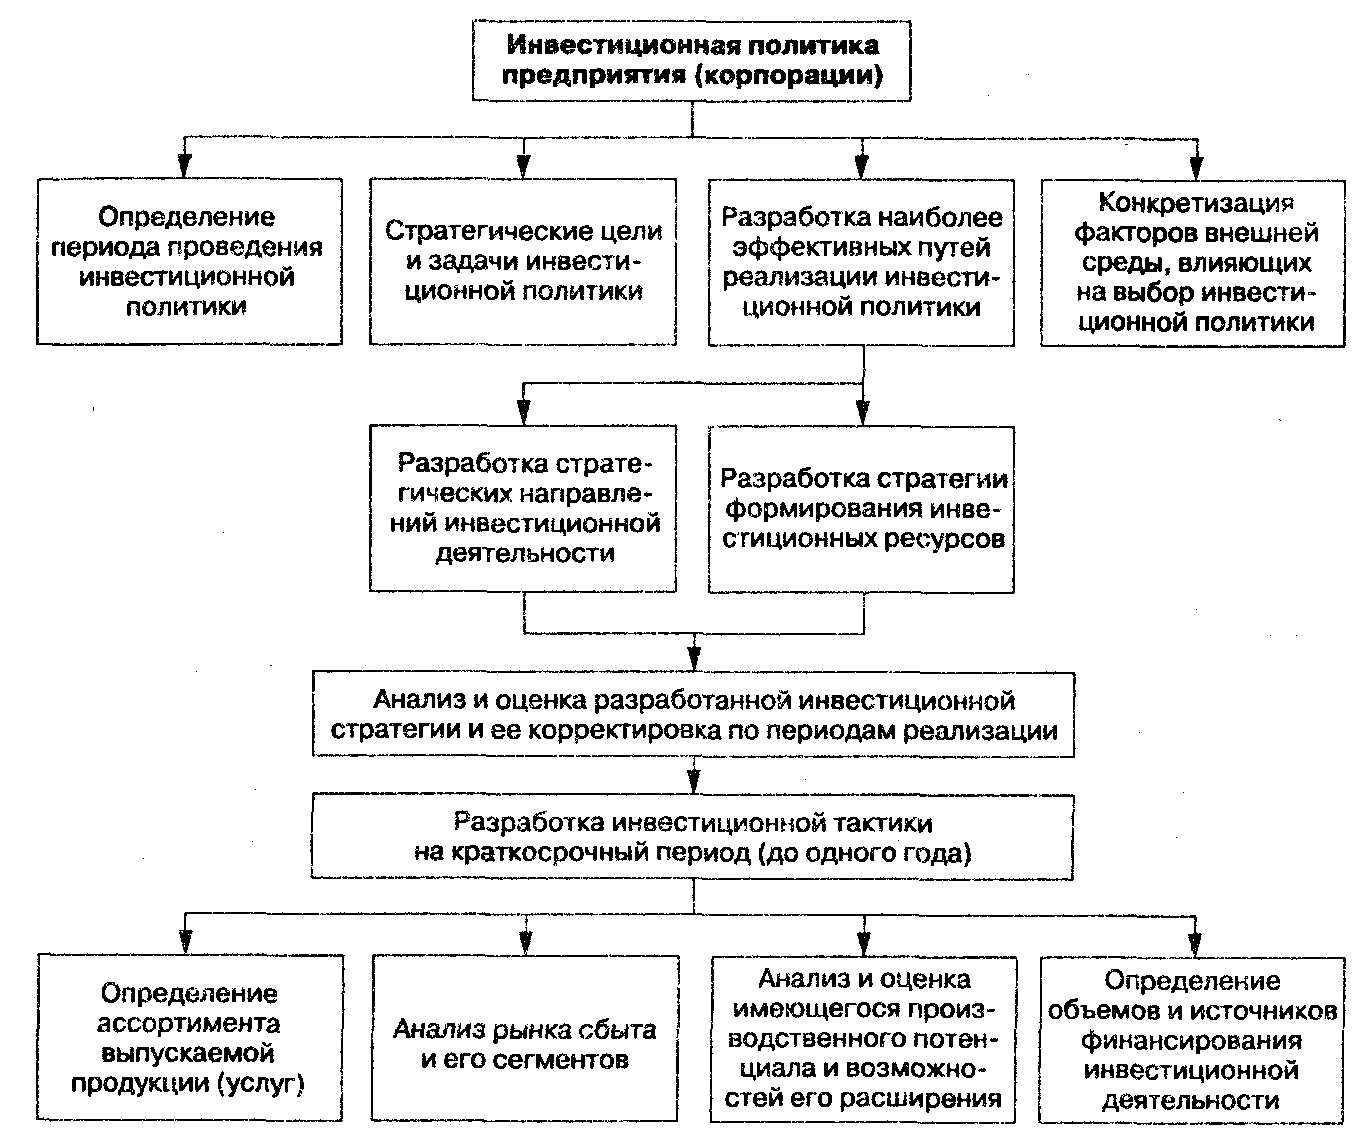 Инвестиционная политика
предприятия (корпорации)
Определение
периода проведения
инвестиционной
политики
Стратегические цели
и задачи инвести-
ционной политики
Разработка наиболее
эффективных путей
реализации инвести-
ционной политики
Конкретизация
факторов внешней
среды, влияющих
на выбор инвести-
ционной политики
Разработка страте-
гических направле-
ний инвестиционной
деятельности
Разработка стратегии
формирования инве-
стиционных ресурсов
Анализ и оценка разработанной инвестиционной
стратегии и ее корректировка по периодам реализации
Разработка инвестиционной тактики
на краткосрочный период (до одного года)
Определение
ассортимента
выпускаемой
продукции (услуг)
Анализ рынка сбыта
и его сегментов
Анализ и оценка
имеющегося произ-
водственного потен-
циала и возможно-
стей его расширения
Определение
объемов и источников
финансирования
инвестиционной
деятельности